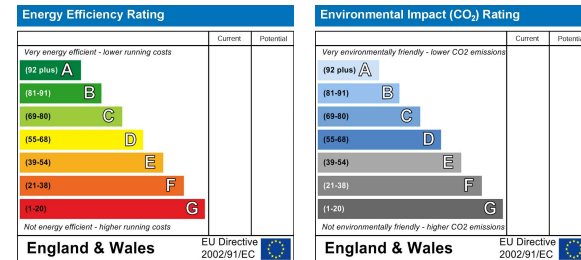 Energy Efficiency Rating
Current Potential
Very energy efficient - lower running costs
(92 plus) A
(81-91) B
(69-80) C
(55-68) D
(39-54) E
(21-38) F
(1-20) G
Not energy efficient - higher running costs
England & Wales
EU Directive
2002/91/EC
Environmental Impact (CO₂) Rating
Current Potential
Very environmentally friendly - lower CO2 emissions
(92 plus) A
(81-91) B
(69-80) C
(55-68) D
(39-54) E
(21-38) F
(1-20) G
Not environmentally friendly - higher CO2 emissions
England & Wales
EU Directive
2002/91/EC